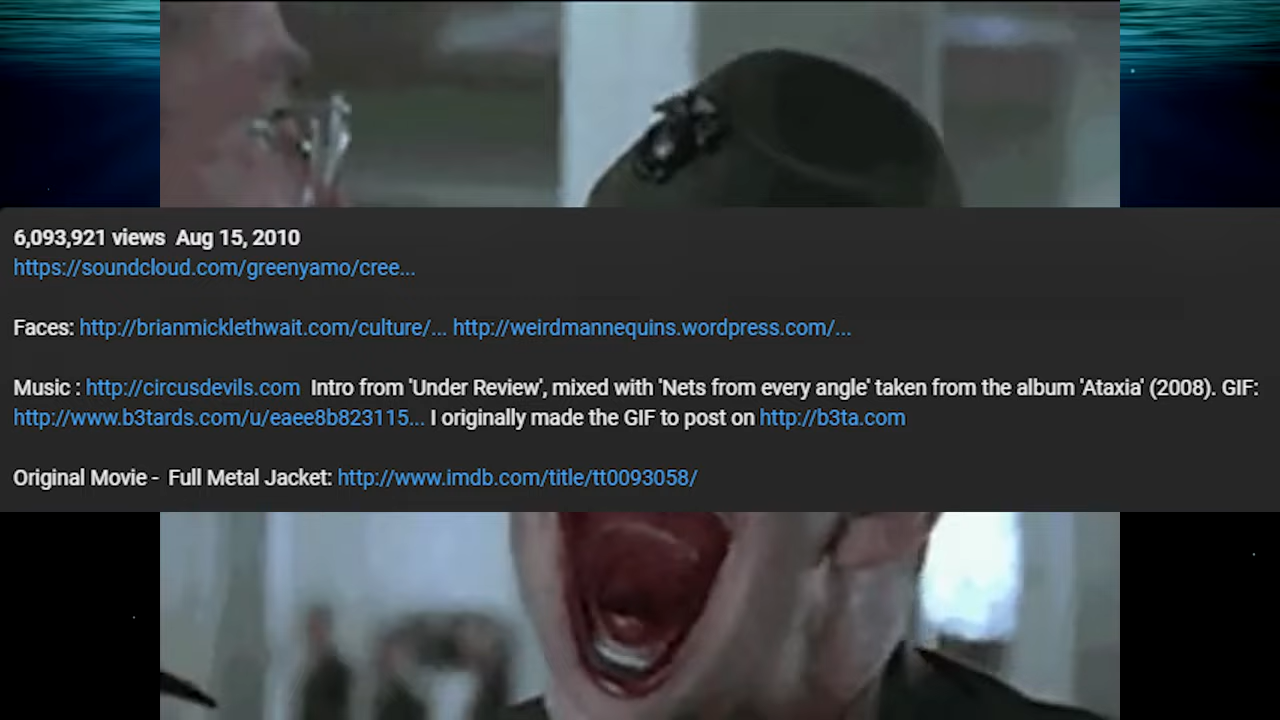 6,093,921 views  Aug 15, 2010
https://soundcloud.com/greenyamo/cree...
Faces: http://brianmicklethwait.com/culture/... http://weirdmannequins.wordpress.com/...
Music : http://circusdevils.com  Intro from 'Under Review', mixed with 'Nets from every angle' taken from the album 'Ataxia' (2008). GIF:
http://www.b3tards.com/u/eaee8b823115... I originally made the GIF to post on http://b3ta.com
Original Movie -  Full Metal Jacket: http://www.imdb.com/title/tt0093058/